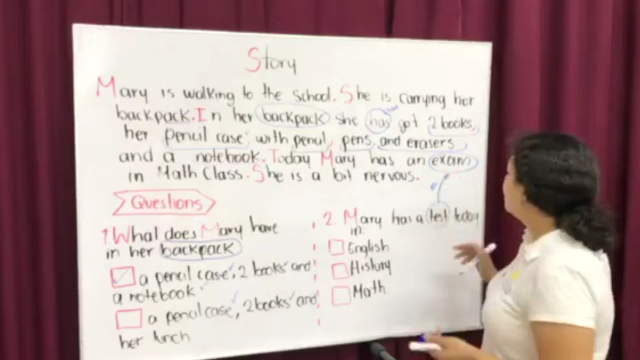 Story
Mary is walking to the school. She is carrying her
backpack. In her backpack she has got 2 books,
her pencil case with pencil, pens, and erasers
and a notebook. Today Mary has an exam
in Math Class. She is a bit nervous.
Questions
1. What does Mary have
in her backpack
a pencil case, 2 books and
a notebook
a pencil case, 2 books and
her lunch
2. Mary has a test today
in:
English
History
Math